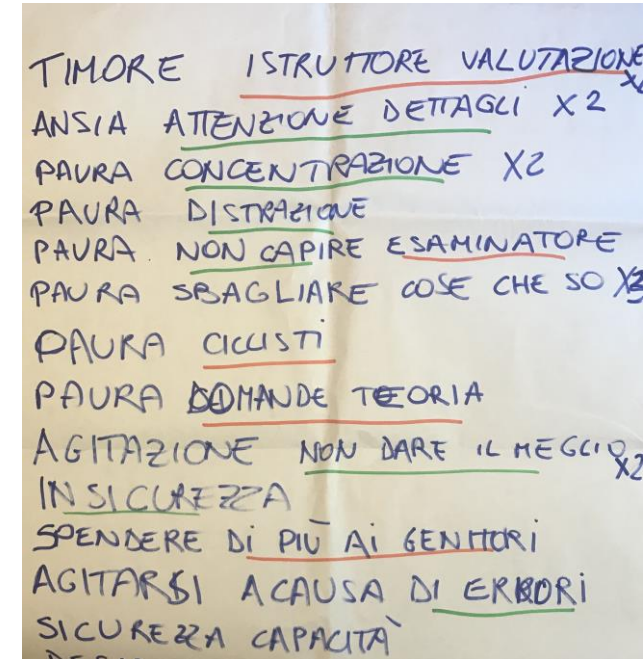 TIMORE ISTRUTTORE VALUTAZIONE
ANSIA ATTENZIONE DETTAGLI X2
PAURA CONCENTRAZIONE X2
PAURA DISTRAZIONE
PAURA NON CAPIRE ESAMINATORE
PAURA SBAGLIARE COSE CHE SO X3
PAURA CICLISTI
PAURA DOMANDE TEORIA
AGITAZIONE NON DARE IL MEGLIO X2
INSICUREZZA
SPENDERE DI PIÙ AI GENITORI
AGITARSI A CAUSA DI ERRORI
SICUREZZA CAPACITÀ